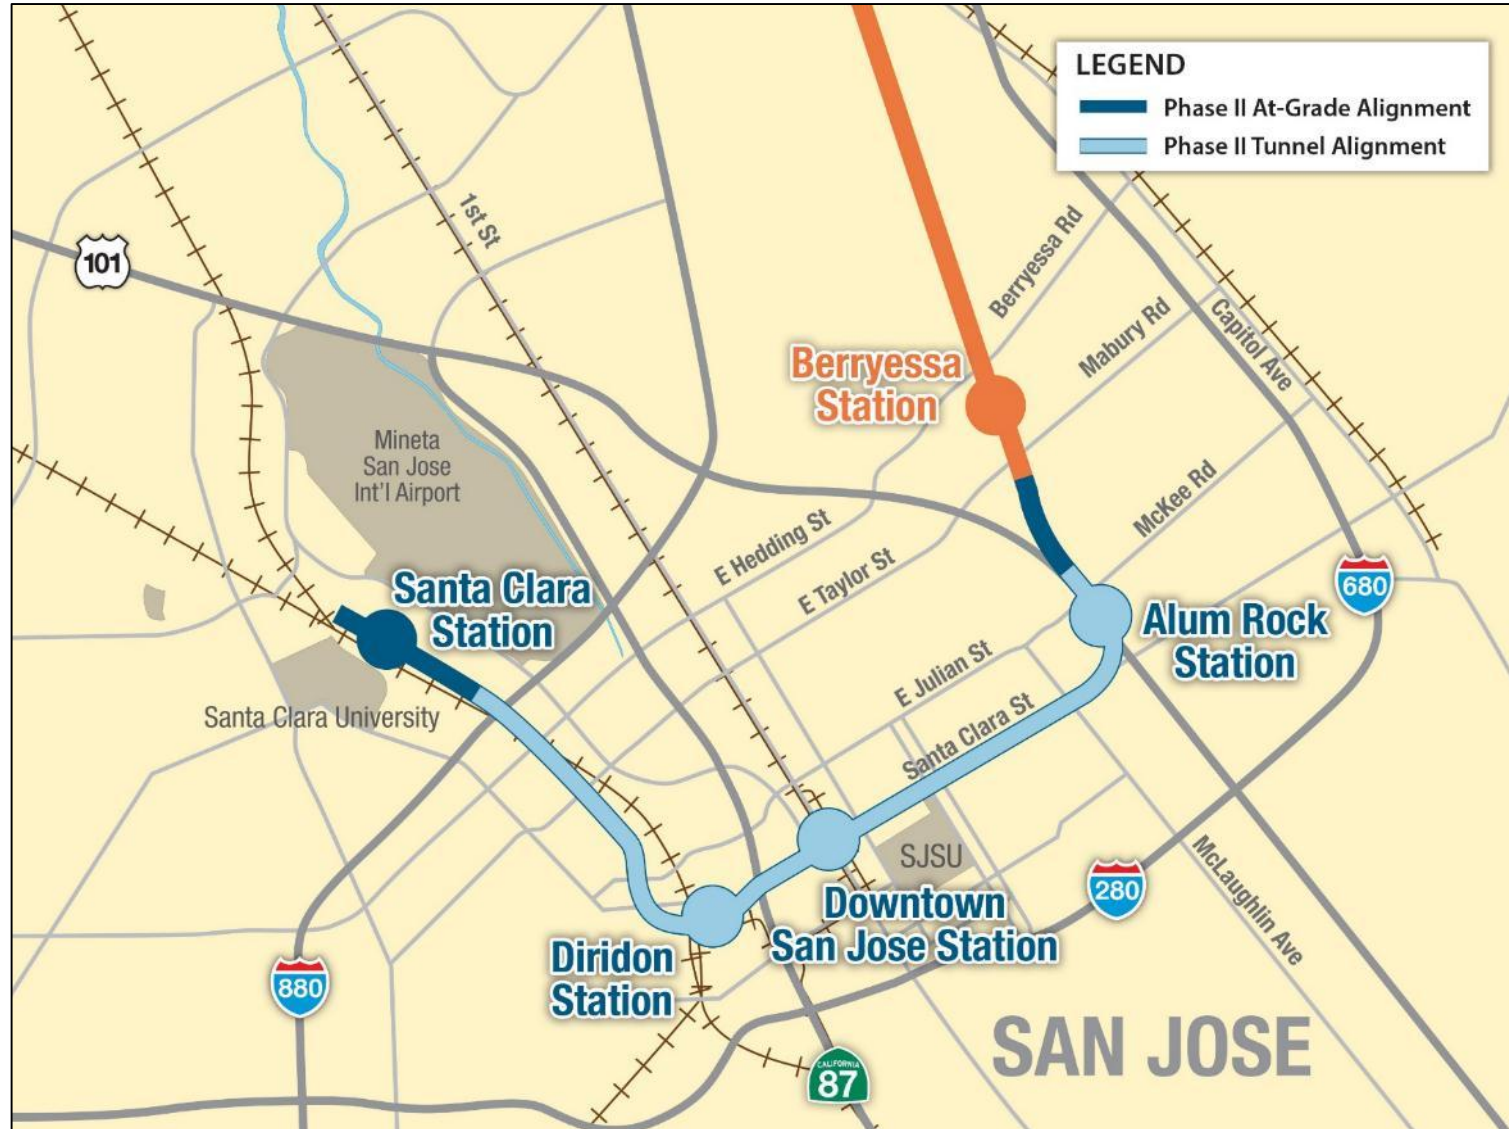 LEGEND
Phase II At-Grade Alignment
Phase II Tunnel Alignment
1st St
101
Berryessa Rd
Mabury Rd
Capitol Ave
Berryessa
Station
Mineta
San Jose
Int'l Airport
McKee Rd
E Hedding St
E Taylor St
Santa Clara
Station
680
Alum Rock
Station
E Julian St
Santa Clara St
Santa Clara University
SJSU
280
McLaughlin Ave
Downtown
San Jose Station
Diridon
Station
880
SAN JOSE
CALIFORNIA
87